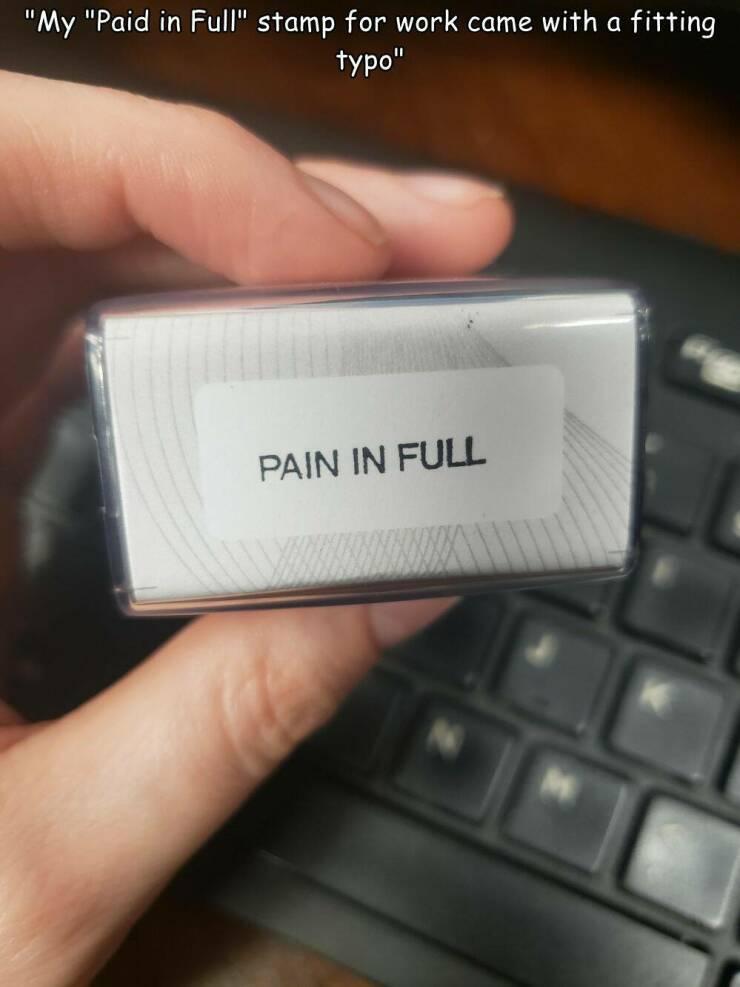 "My "Paid in Full" stamp for work came with a fitting
typo"
PAIN IN FULL
J
K
N
M